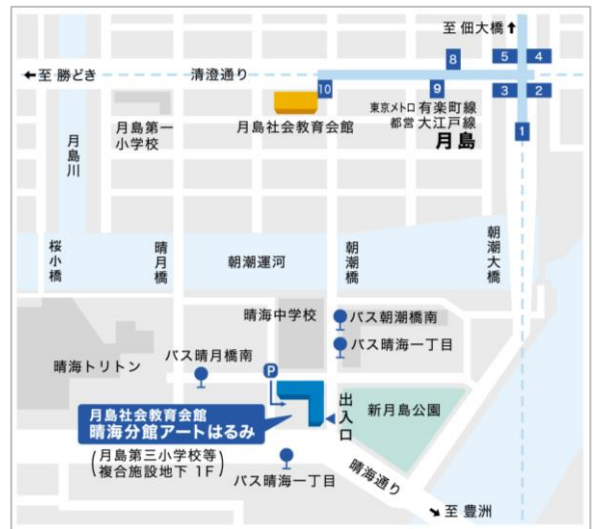 至 佃大橋↑
←至 勝どき
清澄通り
8
5
4
10
9
3
2
1
東京メトロ 有楽町線
都営 大江戸線
月島
月島第一
小学校
月島社会教育会館
月島川
桜小橋
晴月橋
朝潮運河
朝潮橋
朝潮大橋
晴海中学校
バス朝潮橋南
バス晴海一丁目
晴海トリトン
バス晴月橋南
P
月島社会教育会館
晴海分館アートはるみ
(月島第三小学校等
複合施設地下 1F)
出入口
新月島公園
バス晴海一丁目
晴海通り
至 豊洲